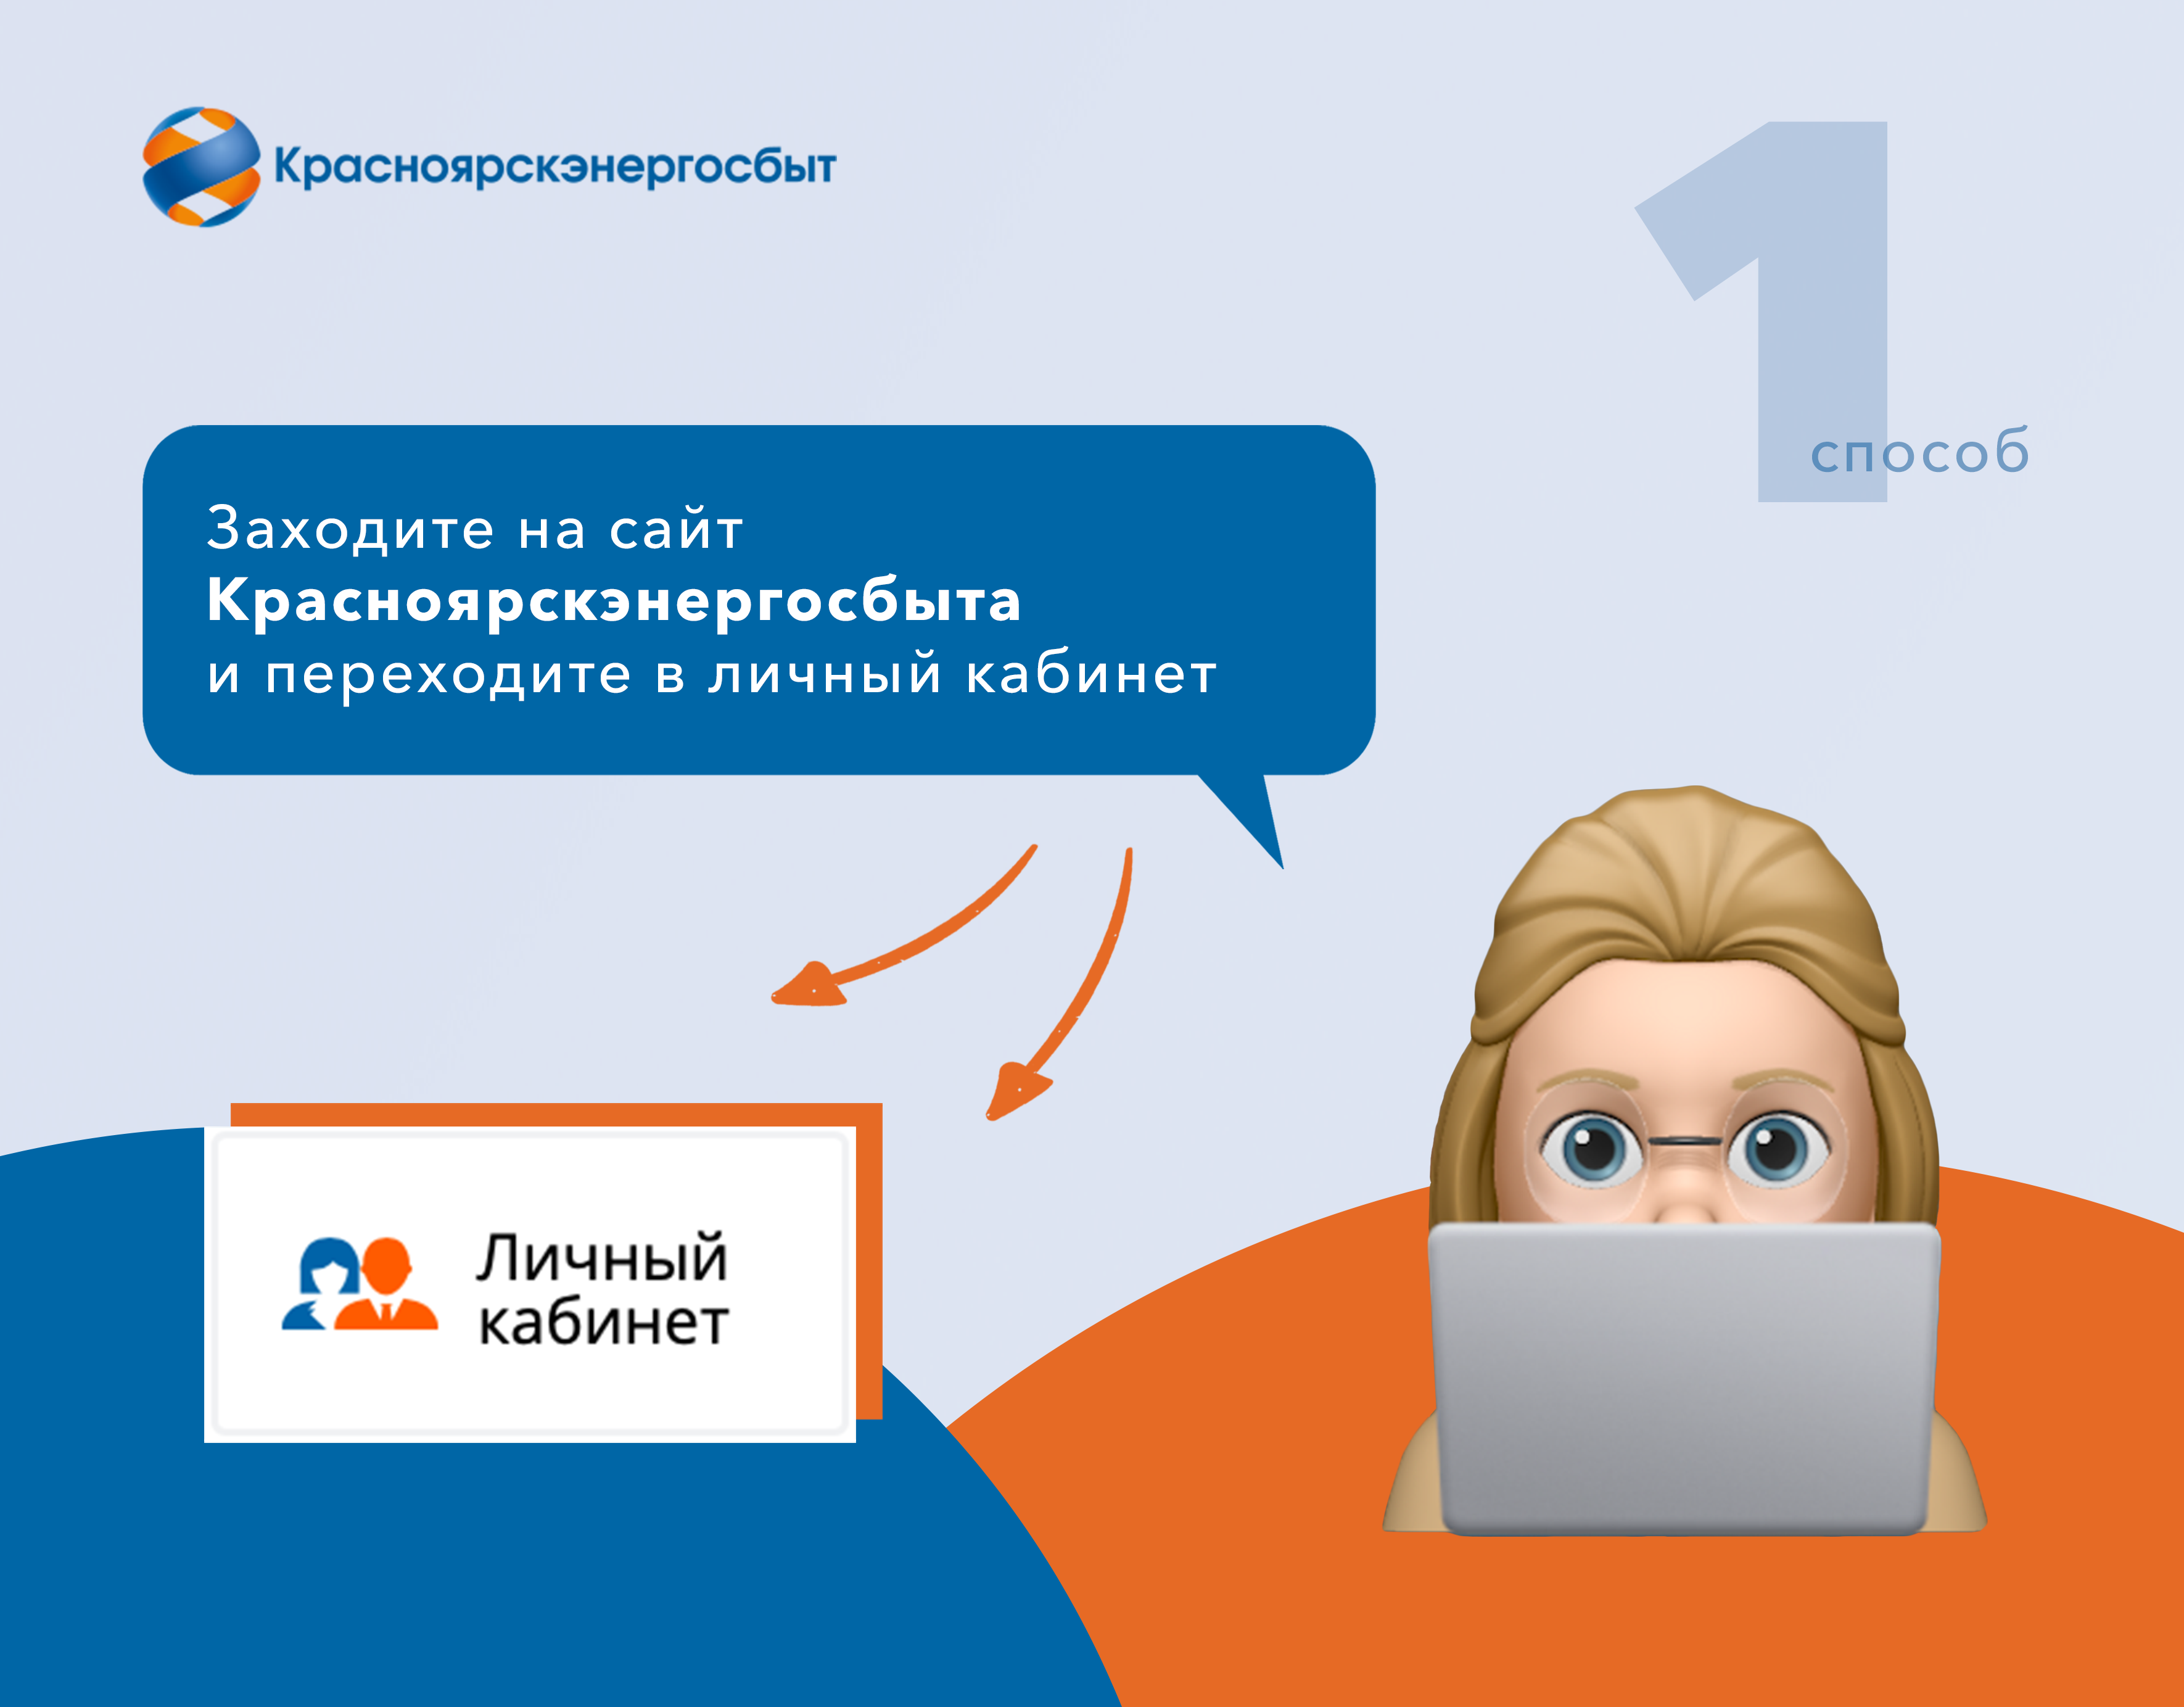 Красноярскэнергосбыт
1
способ
Заходите на сайт
Красноярскэнергосбыта
и переходите в личный кабинет
Личный
кабинет